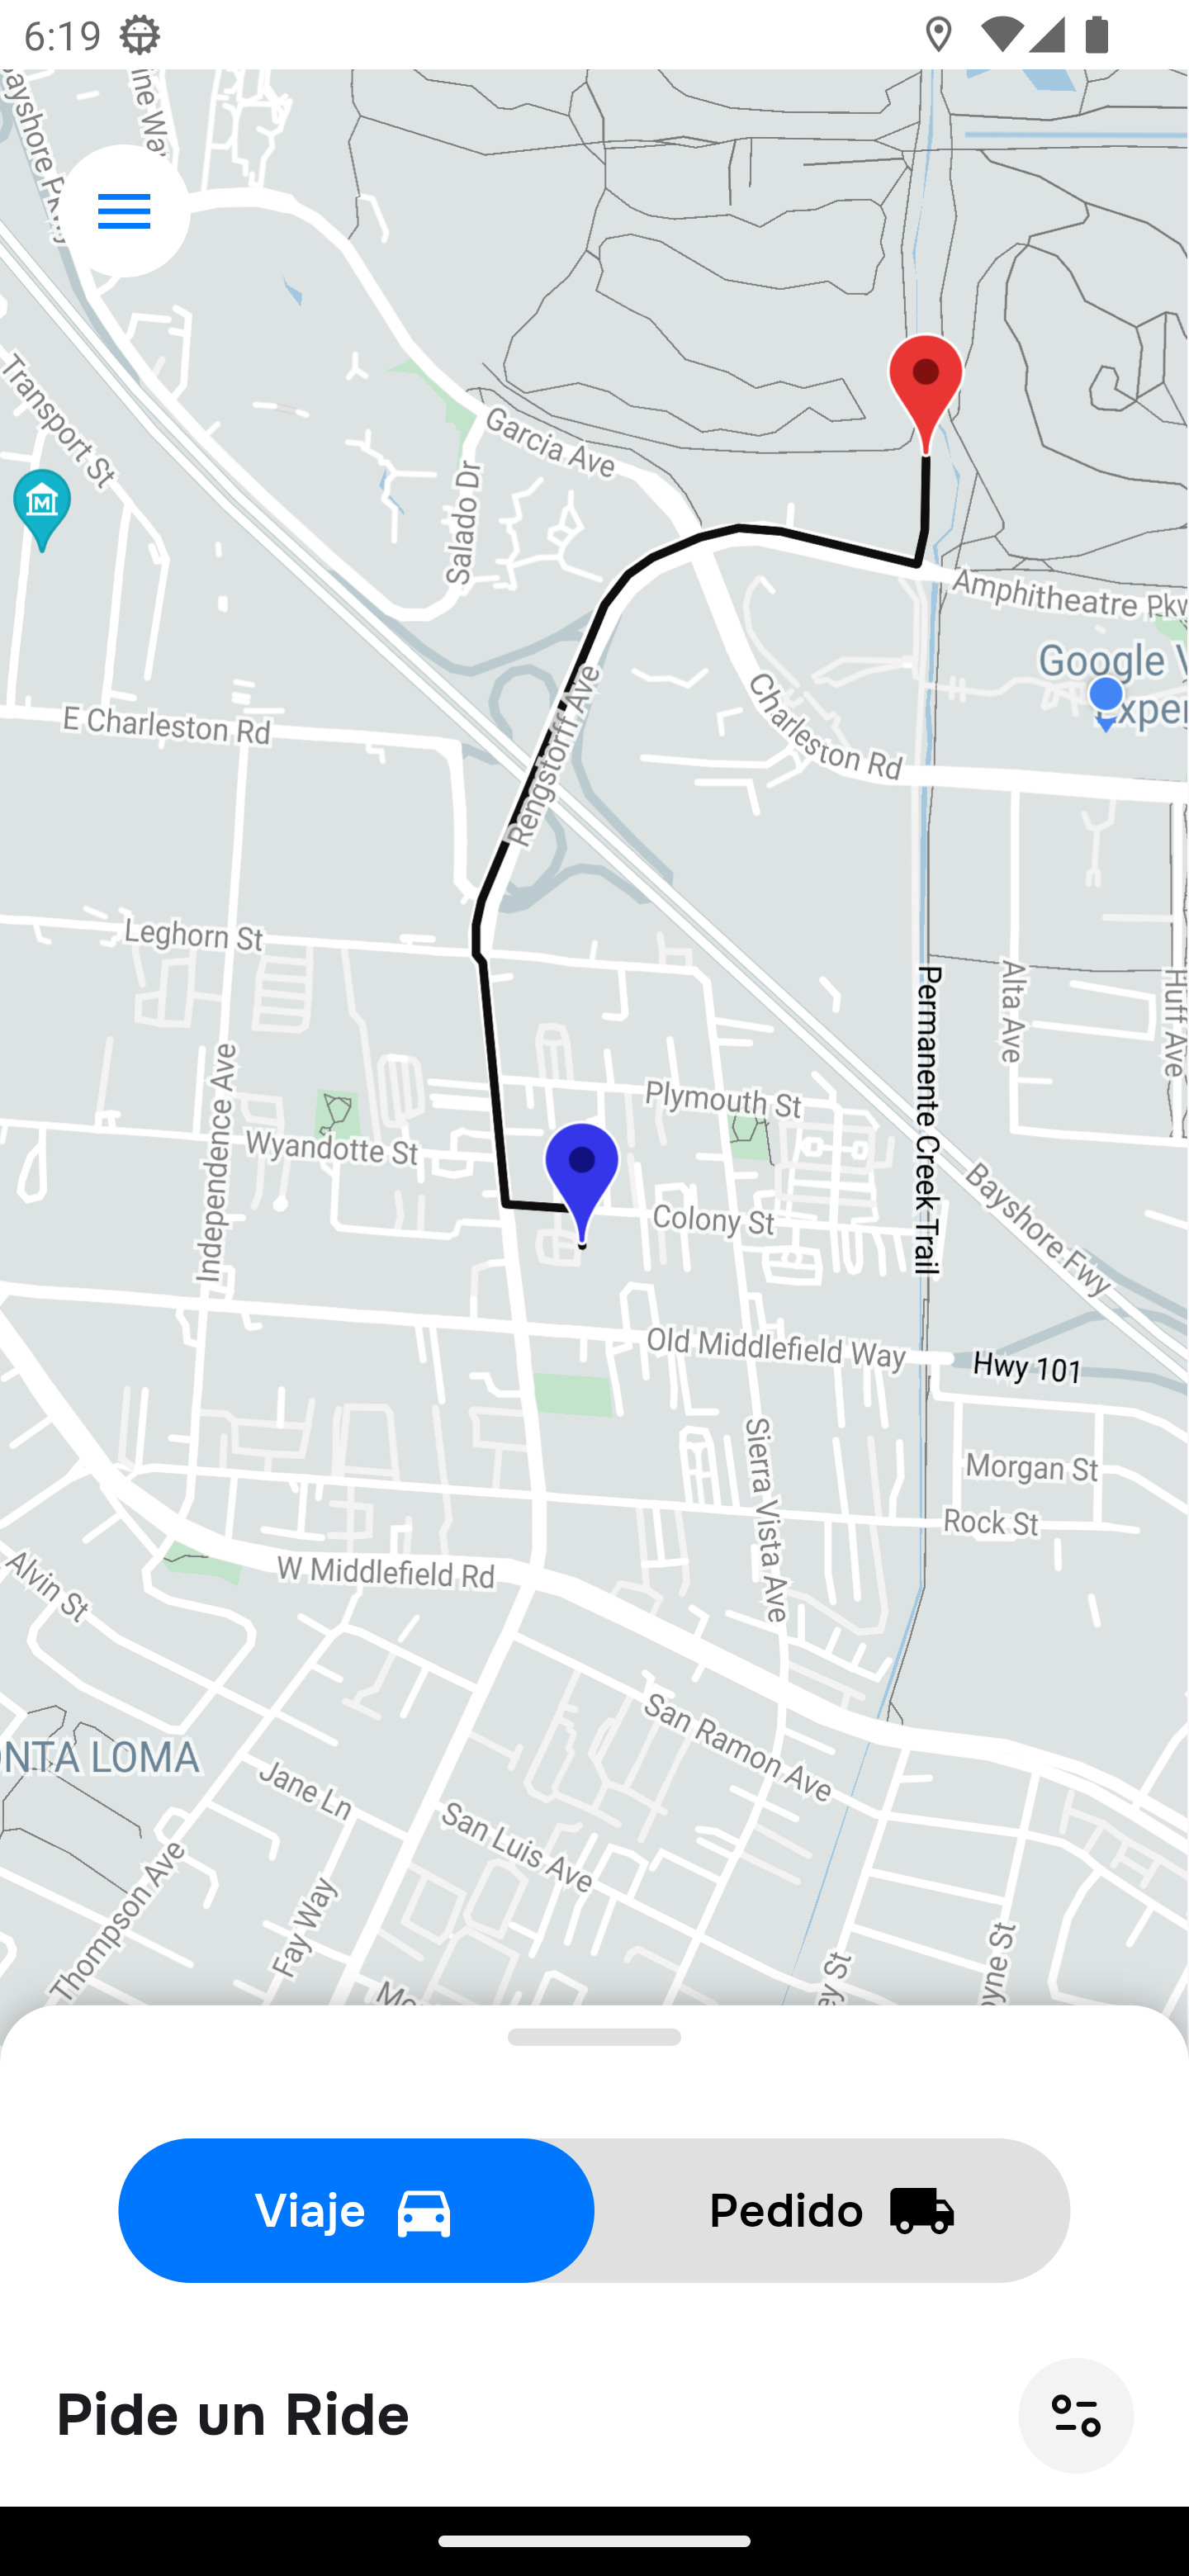 6:19
Garcia Ave
Transport St
Salado Dr
M
Amphitheatre Pkw
Google V
Exper
E Charleston Rd
Rengstorff Ave
Charleston Rd
Leghorn St
Permanente Creek Trail
Alta Ave
Huff Ave
Independence Ave
Plymouth St
Wyandotte St
Colony St
Bayshore Fwy
Old Middlefield Way
Hwy 101
Sierra Vista Ave
Morgan St
Rock St
W Middlefield Rd
Alvin St
San Ramon Ave
NTA LOMA
Jane Ln
San Luis Ave
Thompson Ave
Fay Way
Viaje
Pedido
Pide un Ride